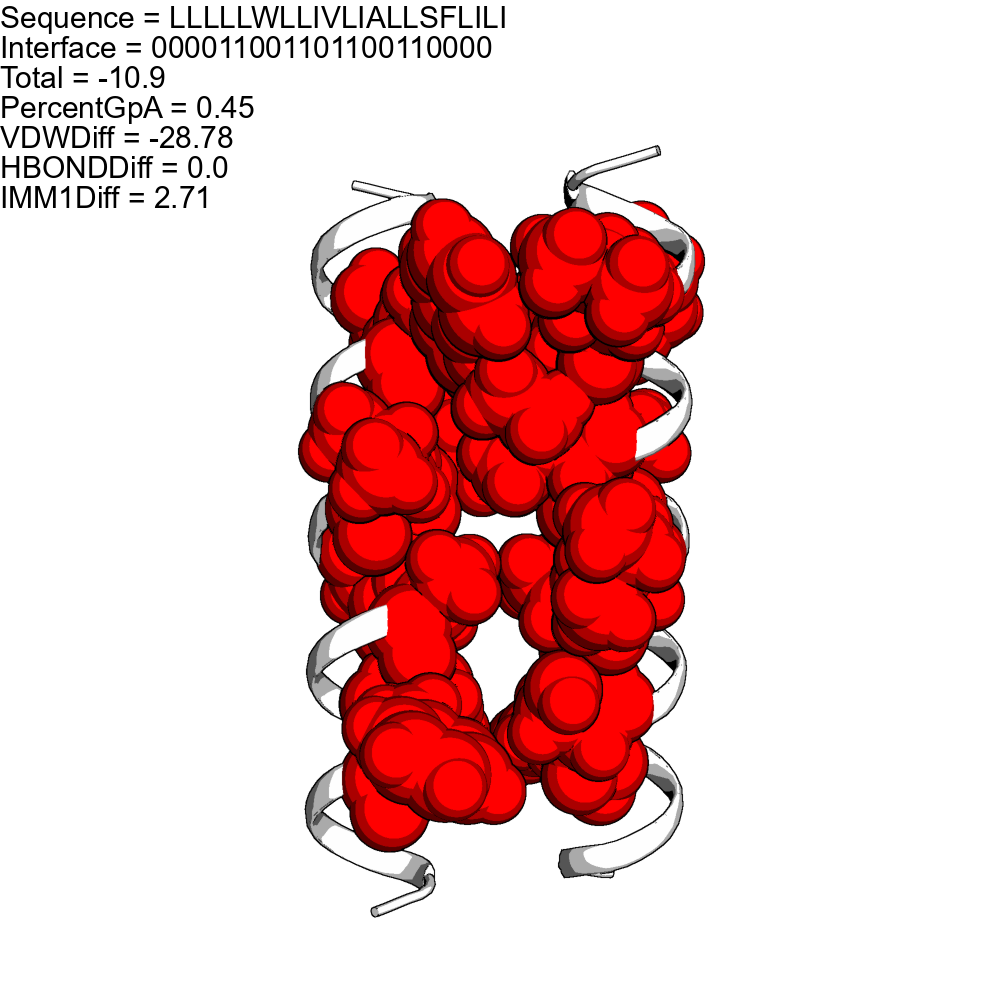 Sequence = LLLLLWLLIVLIALLSFLILI
Interface = 000011001101100110000
Total = -10.9
PercentGpA = 0.45
VDWDiff = -28.78
HBONDDiff = 0.0
IMM1Diff = 2.71